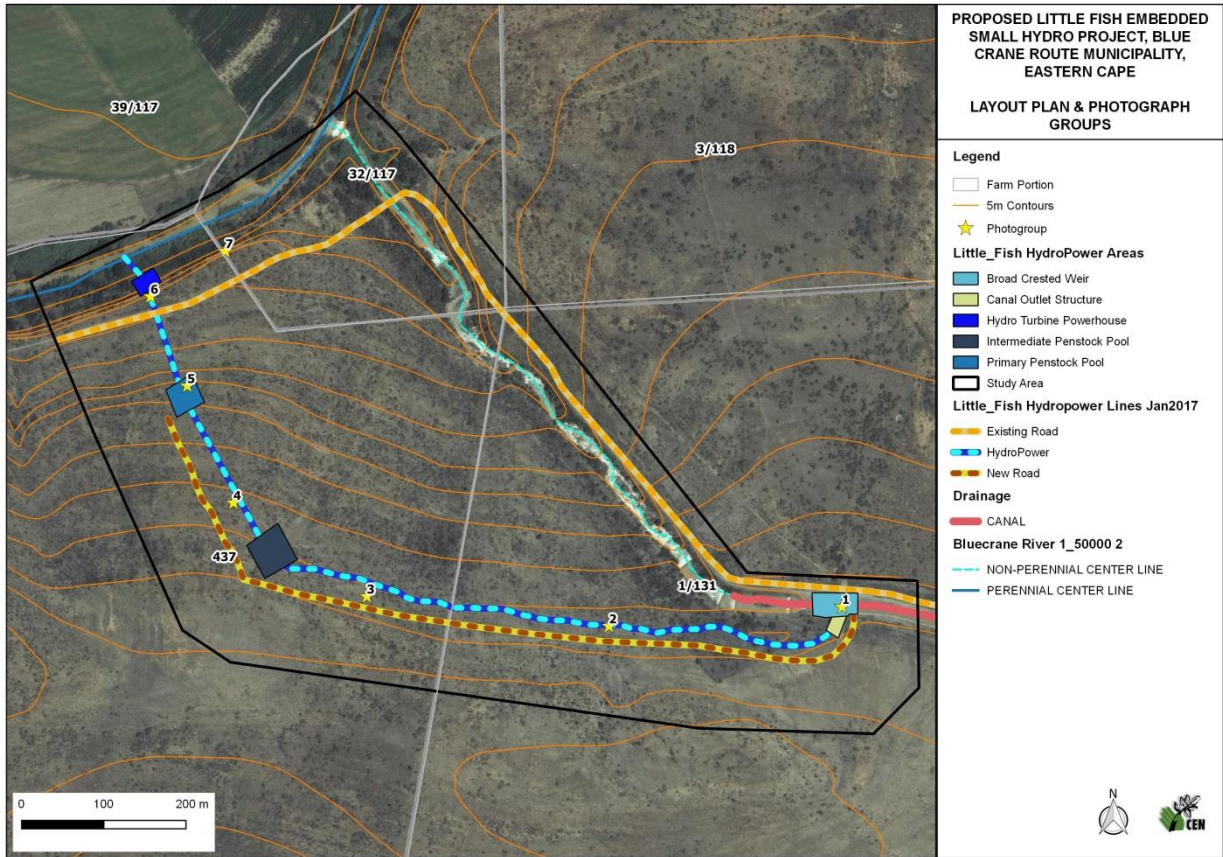 PROPOSED LITTLE FISH EMBEDDED
SMALL HYDRO PROJECT, BLUE
CRANE ROUTE MUNICIPALITY,
EASTERN CAPE
LAYOUT PLAN & PHOTOGRAPH
GROUPS
Legend
Farm Portion
5m Contours
Photogroup
Little_Fish HydroPower Areas
Broad Crested Weir
Canal Outlet Structure
Hydro Turbine Powerhouse
Intermediate Penstock Pool
Primary Penstock Pool
Study Area
Little_Fish Hydropower Lines Jan2017
Existing Road
HydroPower
New Road
Drainage
CANAL
Bluecrane River 1_50000 2
NON-PERENNIAL CENTER LINE
PERENNIAL CENTER LINE
N
CEN
39/117
3/118
32/117
7
6
5
4
437
3
2
1/131
1
0 100 200 m